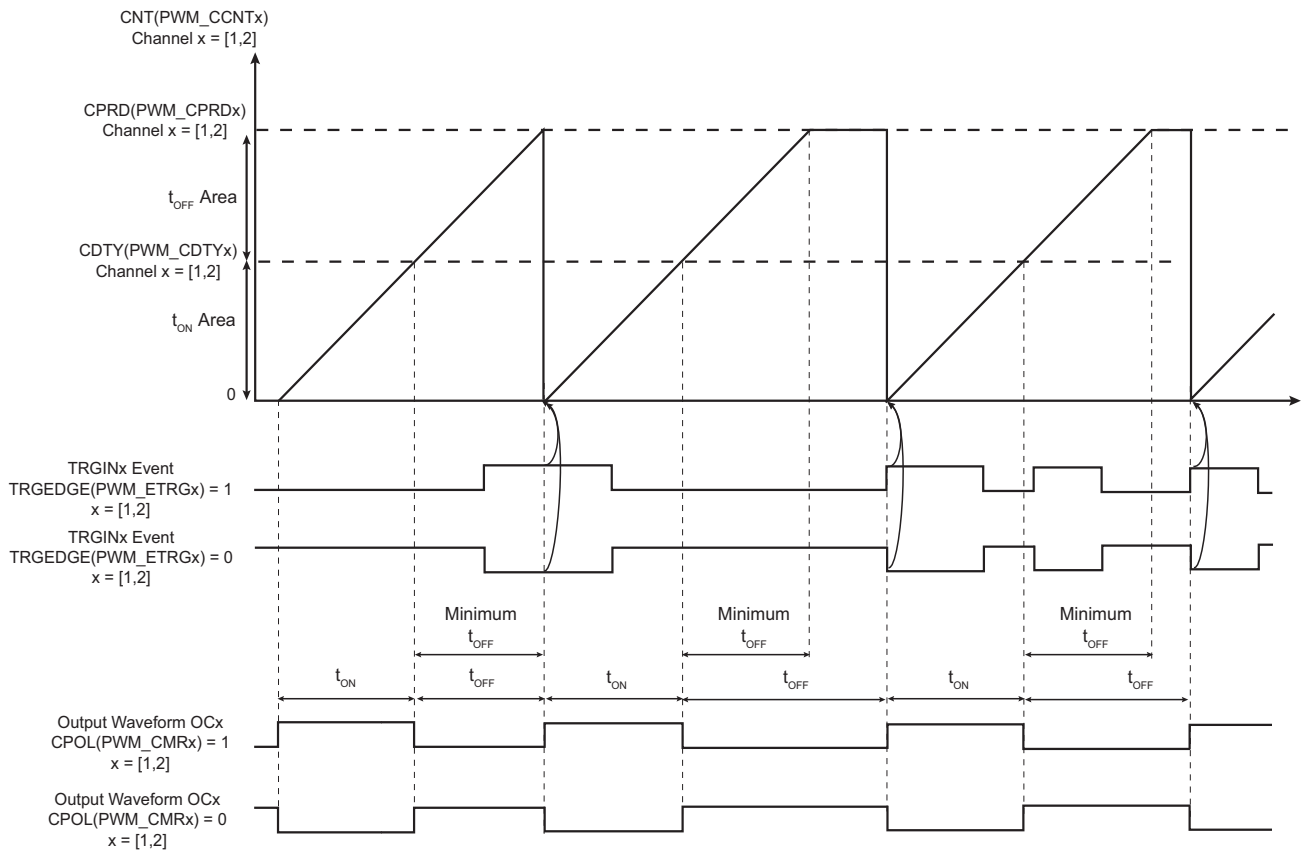 CNT(PWM_CCNTx)
Channel x = [1,2]
CPRD(PWM_CPRDx)
Channel x = [1,2]
tOFF Area
CDTY(PWM_CDTYx)
Channel x = [1,2]
tON Area
0
TRGINx Event
TRGEDGE(PWM_ETRGx) = 1
x = [1,2]
TRGINx Event
TRGEDGE(PWM_ETRGx) = 0
x = [1,2]
Minimum
tOFF
Minimum
tOFF
Minimum
tOFF
tON
tOFF
tON
tOFF
tON
tOFF
Output Waveform OCx
CPOL(PWM_CMRx) = 1
x = [1,2]
Output Waveform OCx
CPOL(PWM_CMRx) = 0
x = [1,2]